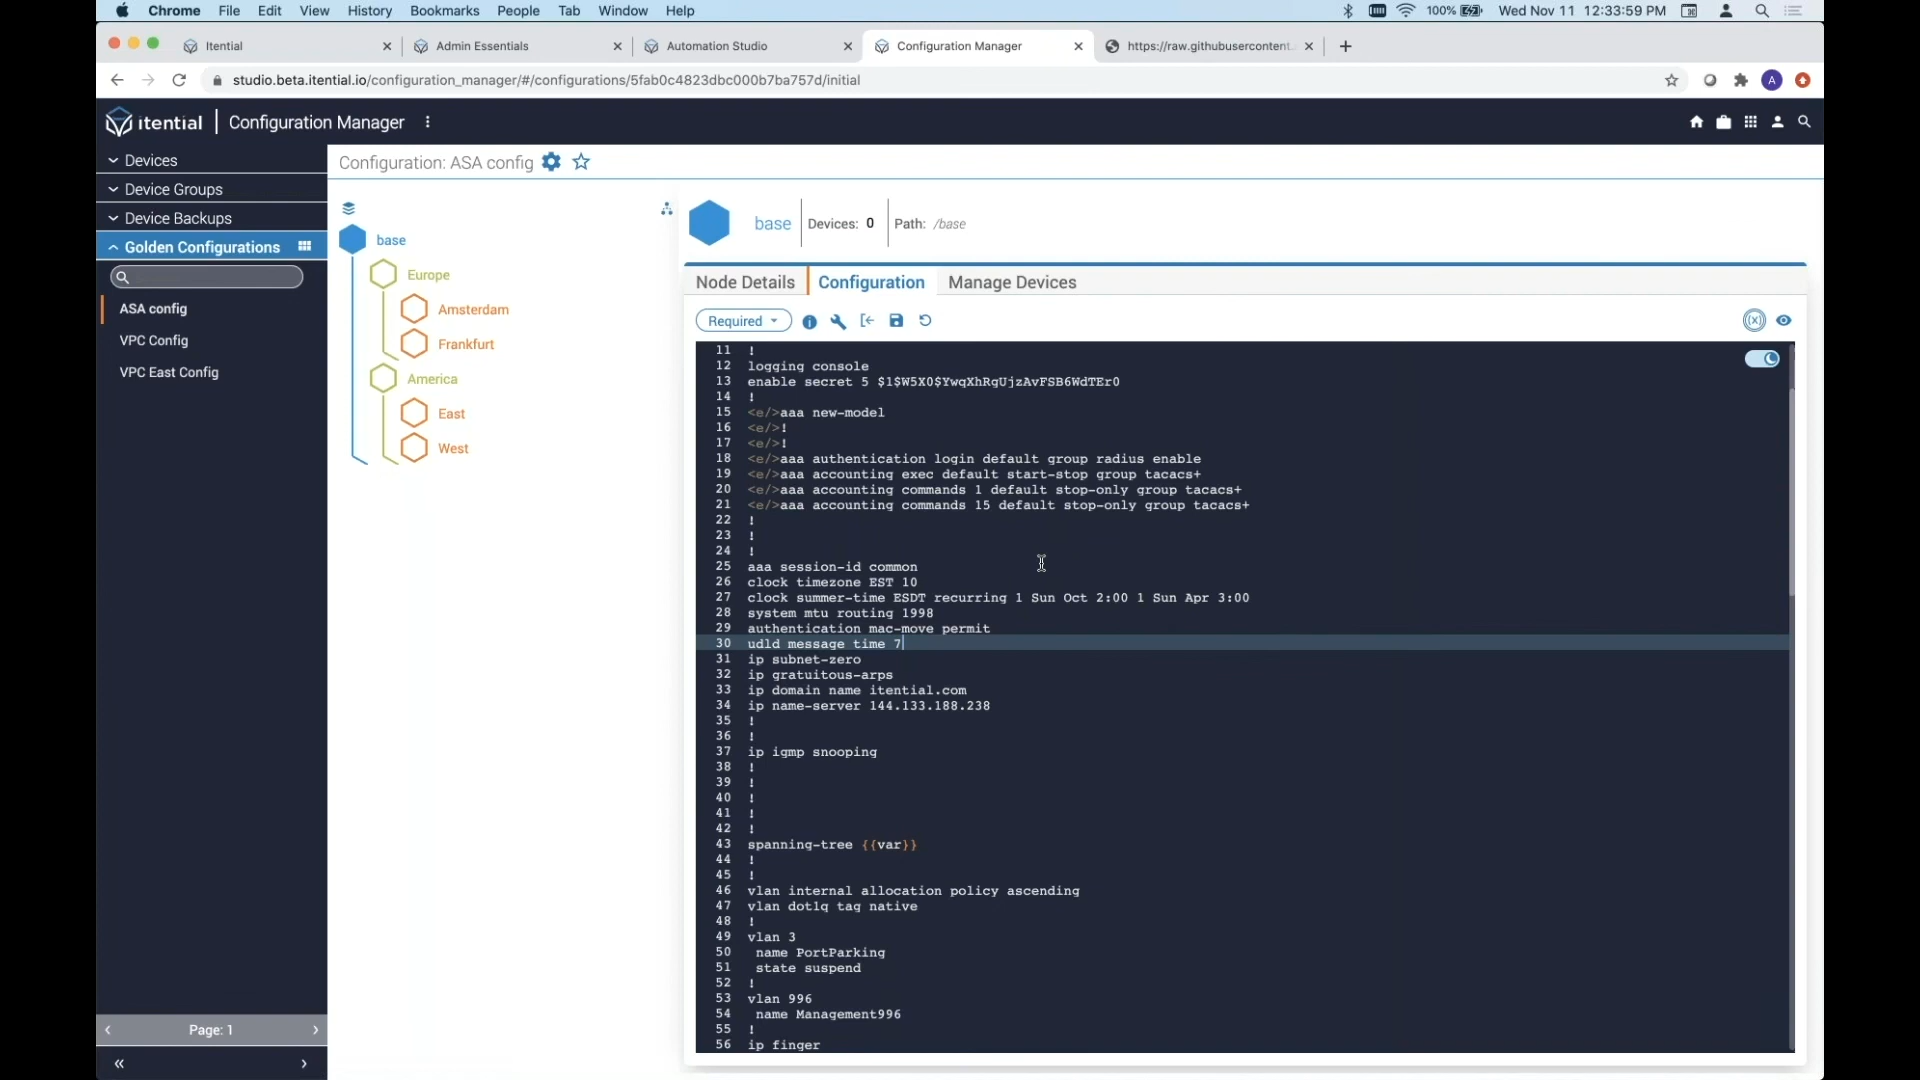 Chrome File Edit View History Bookmarks People Tab Window Help 100% Wed Nov 11 12:33:59 PM
Itential
Admin Essentials
Automation Studio
Configuration Manager
https://raw.githubusercontent.
studio.beta.itential.io/configuration_manager/#/configurations/5fab0c4823dbc000b7ba757d/initial
A
itential Configuration Manager
Devices
Device Groups
Device Backups
Golden Configurations
ASA config
VPC Config
VPC East Config
Page: 1
Configuration: ASA config
base
Europe
Amsterdam
Frankfurt
America
East
West
base Devices: 0 Path: /base
Node Details Configuration Manage Devices
Required
(x)
11 !
12 logging console
13 enable secret 5 $1$W5X0$YwqXhRgUjzAvFSB6WdTEr0
14 !
15 <e/>aaa new-model
16 <e/>!
17 <e/>!
18 <e/>aaa authentication login default group radius enable
19 <e/>aaa accounting exec default start-stop group tacacs+
20 <e/>aaa accounting commands 1 default stop-only group tacacs+
21 <e/>aaa accounting commands 15 default stop-only group tacacs+
22 !
23 !
24 !
25 aaa session-id common
26 clock timezone EST 10
27 clock summer-time ESDT recurring 1 Sun Oct 2:00 1 Sun Apr 3:00
28 system mtu routing 1998
29 authentication mac-move permit
30 udld message time 7
31 ip subnet-zero
32 ip gratuitous-arps
33 ip domain name itential.com
34 ip name-server 144.133.188.238
35 !
36 !
37 ip igmp snooping
38 !
39 !
40 !
41 !
42 !
43 spanning-tree {{var}}
44 !
45 !
46 vlan internal allocation policy ascending
47 vlan dot1q tag native
48 !
49 vlan 3
50 name PortParking
51 state suspend
52 !
53 vlan 996
54 name Management996
55 !
56 ip finger